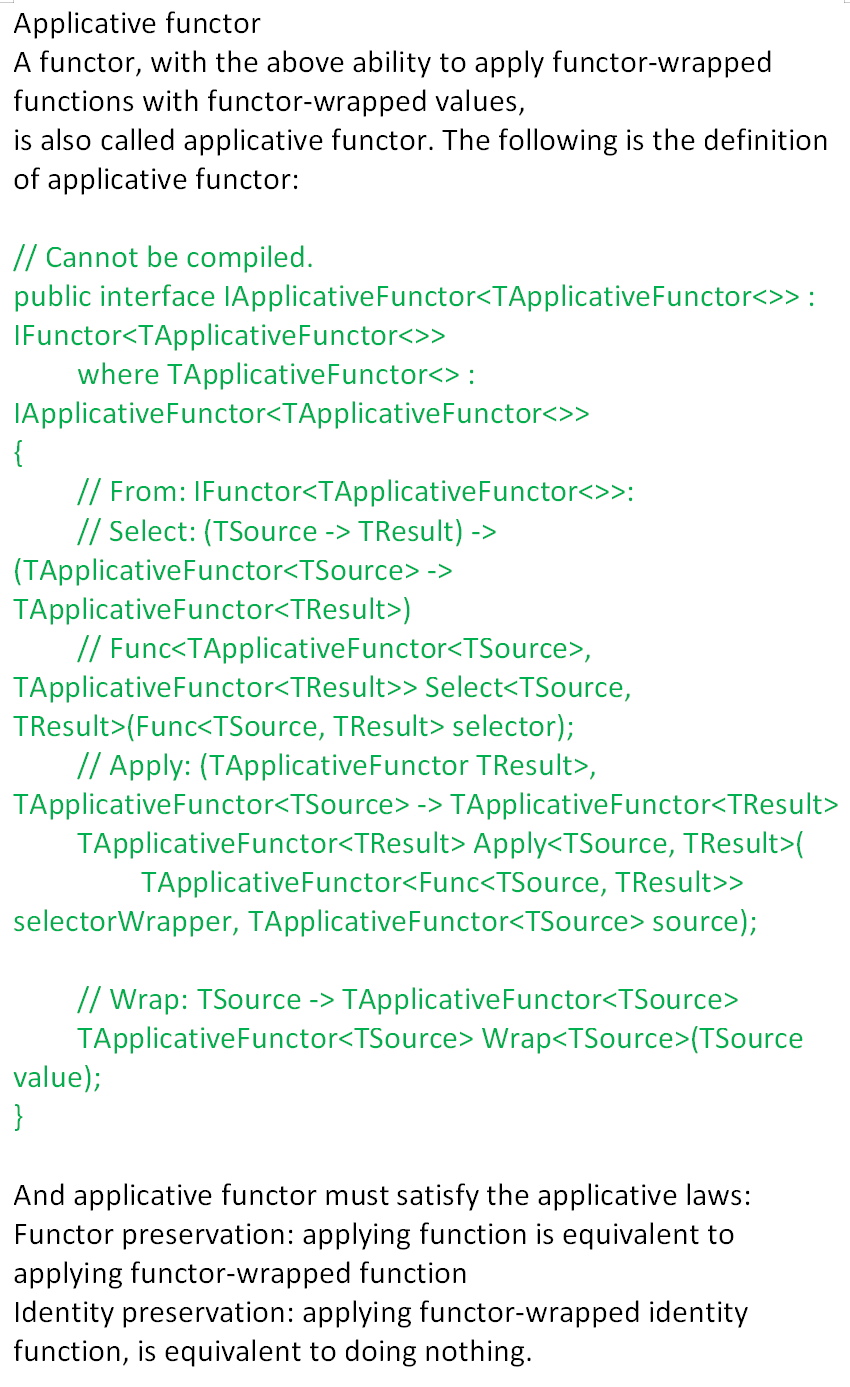 Applicative functor
A functor, with the above ability to apply functor-wrapped
functions with functor-wrapped values,
is also called applicative functor. The following is the definition
of applicative functor:
// Cannot be compiled.
public interface IApplicativeFunctor<TApplicativeFunctor<>> :
IFunctor<TApplicativeFunctor<>>
where TApplicativeFunctor<> :
IApplicativeFunctor<TApplicativeFunctor<>>
{
// From: IFunctor<TApplicativeFunctor<>>:
// Select: (TSource -> TResult) ->
(TApplicativeFunctor<TSource> ->
TApplicativeFunctor<TResult>)
// Func<TApplicativeFunctor<TSource>,
TApplicativeFunctor<TResult>> Select<TSource,
TResult>(Func<TSource, TResult> selector);
// Apply: (TApplicativeFunctor TResult>,
TApplicativeFunctor<TSource> -> TApplicativeFunctor<TResult>
TApplicativeFunctor<TResult> Apply<TSource, TResult>(
TApplicativeFunctor<Func<TSource, TResult>>
selectorWrapper, TApplicativeFunctor<TSource> source);
// Wrap: TSource -> TApplicativeFunctor<TSource>
TApplicativeFunctor<TSource> Wrap<TSource>(TSource
value);
}
And applicative functor must satisfy the applicative laws:
Functor preservation: applying function is equivalent to
applying functor-wrapped function
Identity preservation: applying functor-wrapped identity
function, is equivalent to doing nothing.